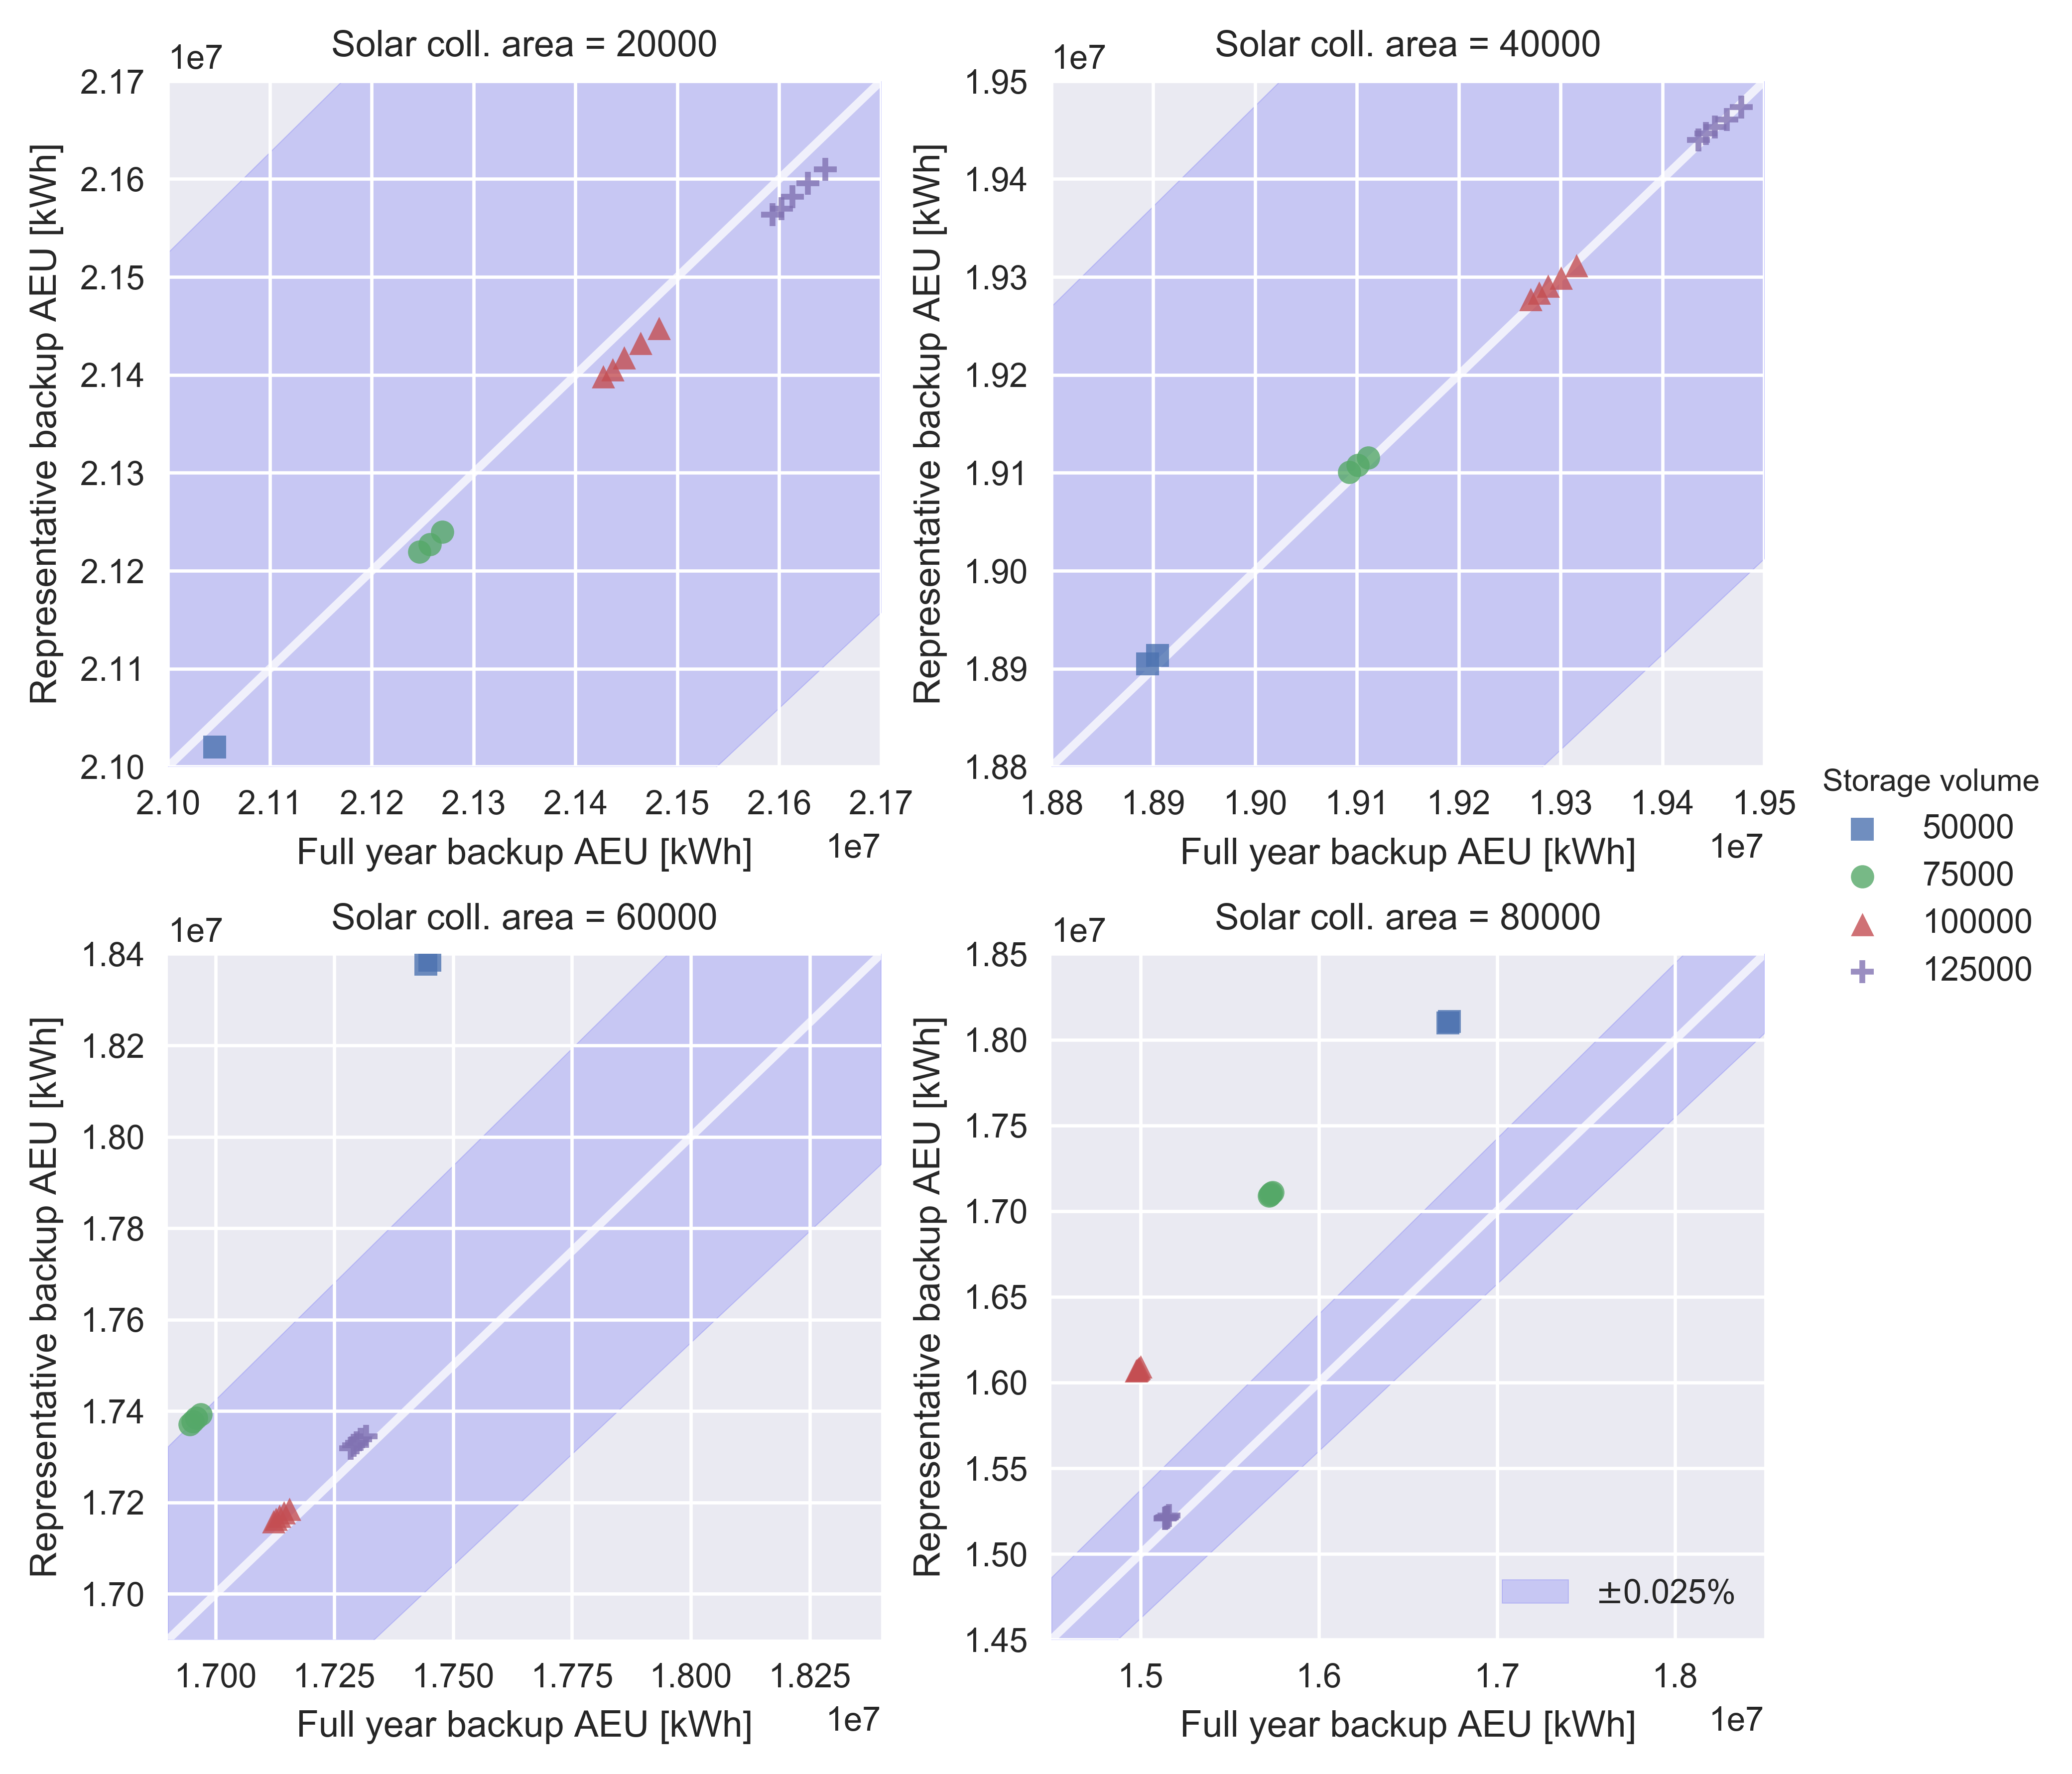 Solar coll. area = 20000
1e7
2.17
2.16
2.15
2.14
2.13
2.12
2.11
2.10
Representative backup AEU [kWh]
2.10 2.11 2.12 2.13 2.14 2.15 2.16 2.17
Full year backup AEU [kWh]
1e7
Solar coll. area = 40000
1e7
1.95
1.94
1.93
1.92
1.91
1.90
1.89
1.88
Representative backup AEU [kWh]
1.88 1.89 1.90 1.91 1.92 1.93 1.94 1.95
Full year backup AEU [kWh]
1e7
Storage volume
50000
75000
100000
125000
Solar coll. area = 60000
1e7
1.84
1.82
1.80
1.78
1.76
1.74
1.72
1.70
Representative backup AEU [kWh]
1.700 1.725 1.750 1.775 1.800 1.825
Full year backup AEU [kWh]
1e7
Solar coll. area = 80000
1e7
1.85
1.80
1.75
1.70
1.65
1.60
1.55
1.50
1.45
Representative backup AEU [kWh]
±0.025%
1.5 1.6 1.7 1.8
Full year backup AEU [kWh]
1e7